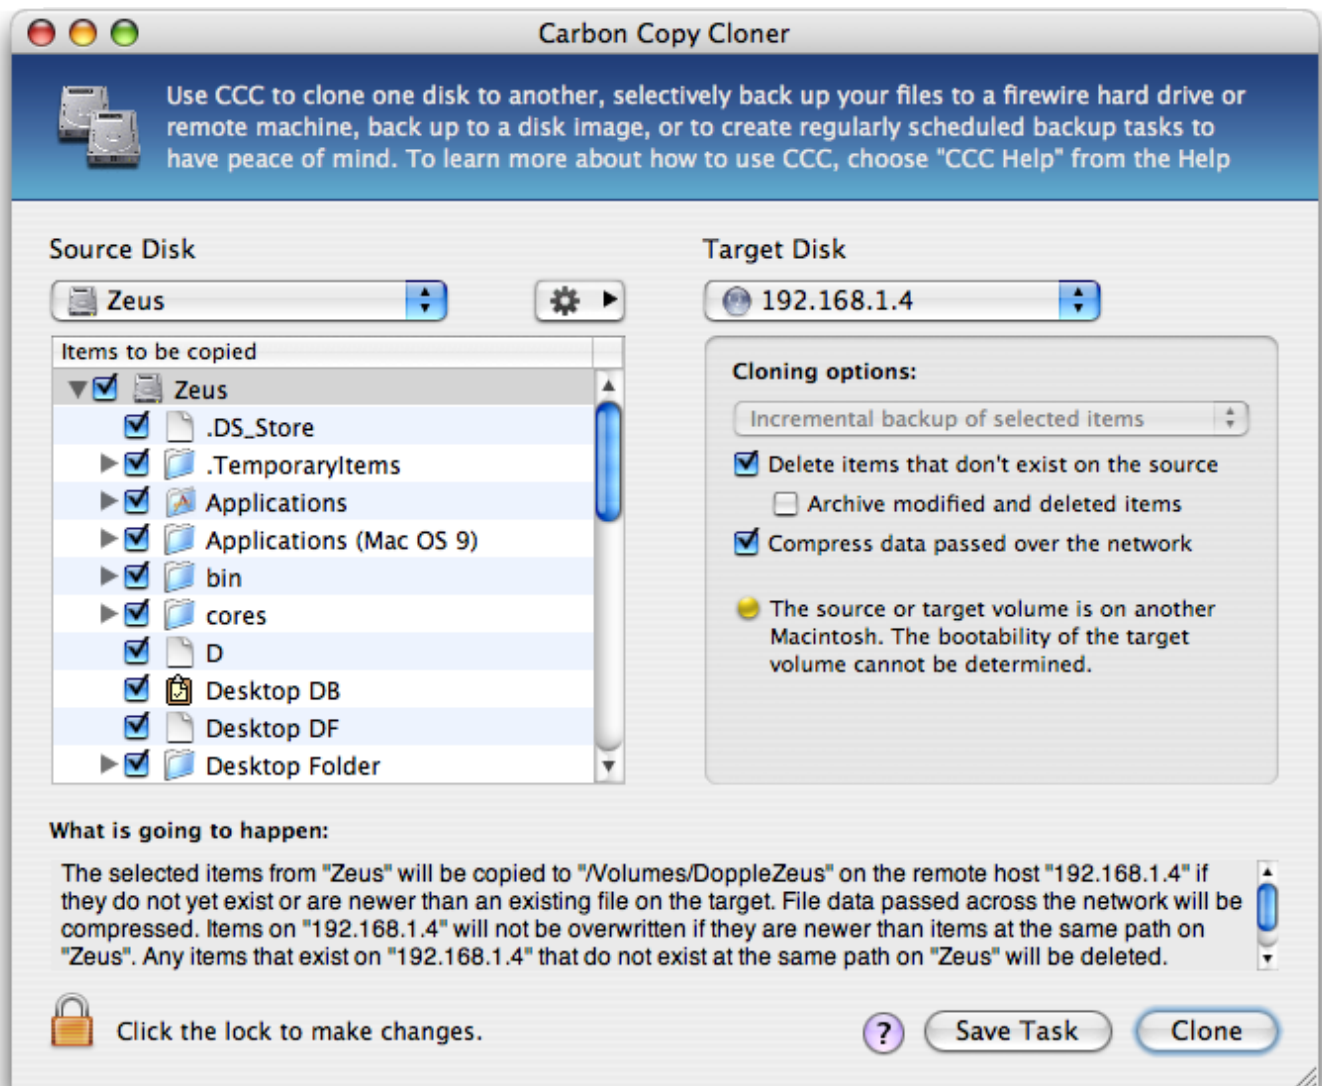 Carbon Copy Cloner
Use CCC to clone one disk to another, selectively back up your files to a firewire hard drive or
remote machine, back up to a disk image, or to create regularly scheduled backup tasks to
have peace of mind. To learn more about how to use CCC, choose "CCC Help" from the Help
Source Disk
Zeus
Items to be copied
Zeus
.DS_Store
.TemporaryItems
Applications
Applications (Mac OS 9)
bin
cores
D
Desktop DB
Desktop DF
Desktop Folder
Target Disk
192.168.1.4
Cloning options:
Incremental backup of selected items
Delete items that don't exist on the source
Archive modified and deleted items
Compress data passed over the network
The source or target volume is on another
Macintosh. The bootability of the target
volume cannot be determined.
What is going to happen:
The selected items from "Zeus" will be copied to "/Volumes/DoppleZeus" on the remote host "192.168.1.4" if
they do not yet exist or are newer than an existing file on the target. File data passed across the network will be
compressed. Items on "192.168.1.4" will not be overwritten if they are newer than items at the same path on
"Zeus". Any items that exist on "192.168.1.4" that do not exist at the same path on "Zeus" will be deleted.
Click the lock to make changes.
?
Save Task
Clone